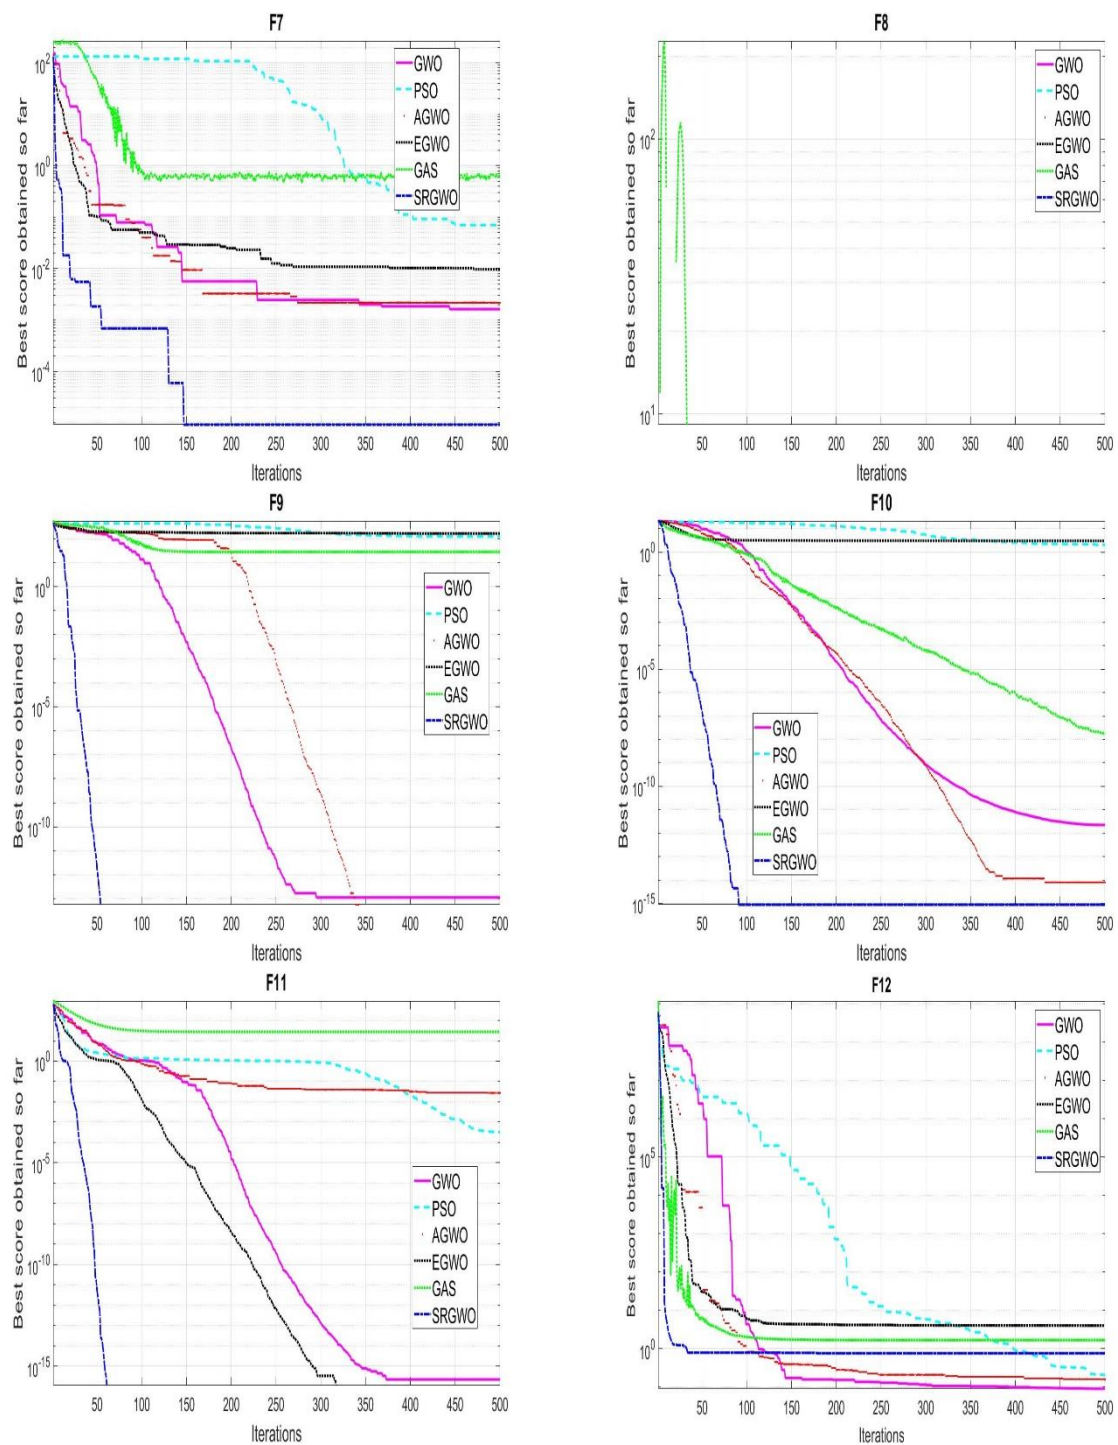 F7
Best score obtained so far
10^2
10^0
10^-2
10^-4
GWO
PSO
AGWO
EGWO
GAS
SRGWO
50 100 150 200 250 300 350 400 450 500
Iterations
F8
Best score obtained so far
10^2
10^1
GWO
PSO
AGWO
EGWO
GAS
SRGWO
50 100 150 200 250 300 350 400 450 500
Iterations
F9
Best score obtained so far
10^0
10^-5
10^-10
GWO
PSO
AGWO
EGWO
GAS
SRGWO
50 100 150 200 250 300 350 400 450 500
Iterations
F10
Best score obtained so far
10^0
10^-5
10^-10
10^-15
GWO
PSO
AGWO
EGWO
GAS
SRGWO
50 100 150 200 250 300 350 400 450 500
Iterations
F11
Best score obtained so far
10^0
10^-5
10^-10
10^-15
GWO
PSO
AGWO
EGWO
GAS
SRGWO
50 100 150 200 250 300 350 400 450 500
Iterations
F12
Best score obtained so far
10^5
10^0
GWO
PSO
AGWO
EGWO
GAS
SRGWO
50 100 150 200 250 300 350 400 450 500
Iterations